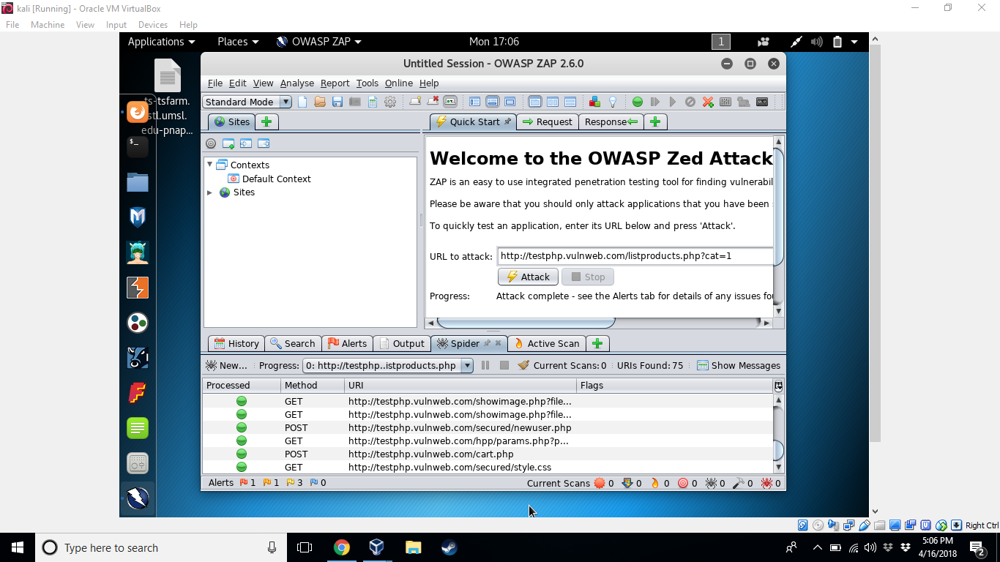 kali [Running] - Oracle VM VirtualBox
File Machine View Input Devices Help
Applications Places OWASP ZAP Mon 17:06 1
ts-tsfarm.
stl.umsl.
edu-pnap...
Untitled Session - OWASP ZAP 2.6.0
File Edit View Analyse Report Tools Online Help
Standard Mode
Sites
Quick Start Request Response
Contexts
Default Context
Sites
Welcome to the OWASP Zed Attack
ZAP is an easy to use integrated penetration testing tool for finding vulnerabil
Please be aware that you should only attack applications that you have been
To quickly test an application, enter its URL below and press 'Attack'.
URL to attack: http://testphp.vulnweb.com/listproducts.php?cat=1
Attack Stop
Progress: Attack complete - see the Alerts tab for details of any issues fou
History Search Alerts Output Spider Active Scan
New... Progress: 0: http://testphp..istproducts.php Current Scans:0 URIs Found:75 Show Messages
Processed Method URI Flags
GET http://testphp.vulnweb.com/showimage.php?file...
GET http://testphp.vulnweb.com/showimage.php?file...
POST http://testphp.vulnweb.com/secured/newuser.php
GET http://testphp.vulnweb.com/hpp/params.php?p...
POST http://testphp.vulnweb.com/cart.php
GET http://testphp.vulnweb.com/secured/style.css
Alerts 1 1 3 0 Current Scans 0 0 0 0 0 0 0
Right Ctrl
Type here to search
5:06 PM
4/16/2018
2